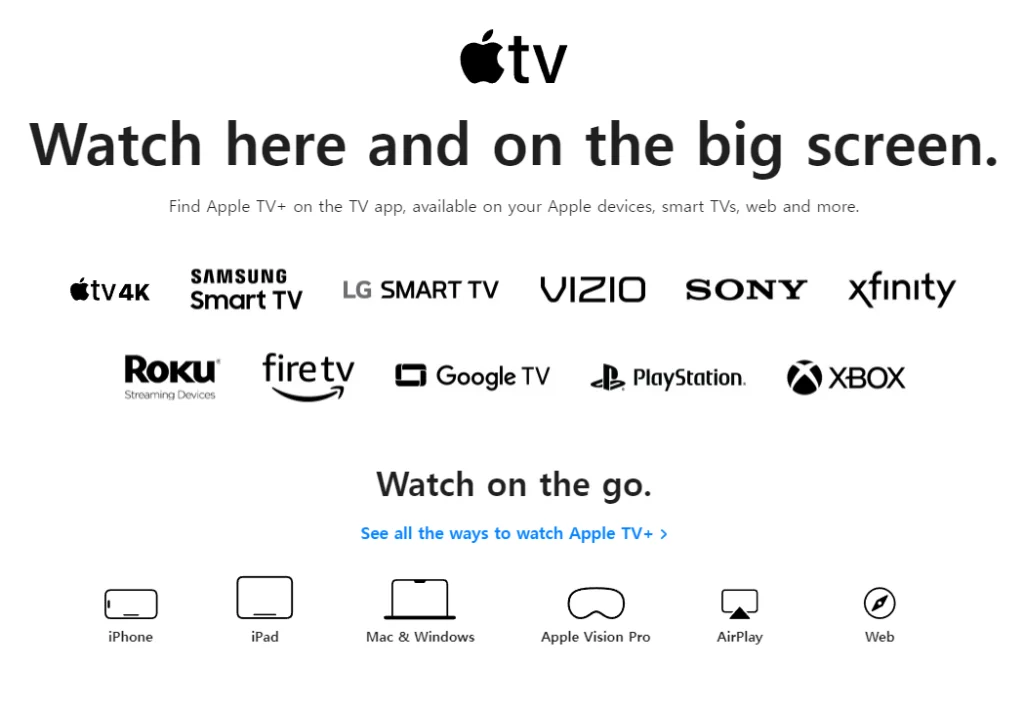 tv
Watch here and on the big screen.
Find Apple TV+ on the TV app, available on your Apple devices, smart TVs, web and more.
tv4K
SAMSUNG
Smart TV
LG SMART TV
VIZIO
SONY
xfinity
ROKU
Streaming Devices
fire tv
Google TV
PlayStation.
XBOX
Watch on the go.
See all the ways to watch Apple TV+ >
iPhone
iPad
Mac & Windows
Apple Vision Pro
AirPlay
Web